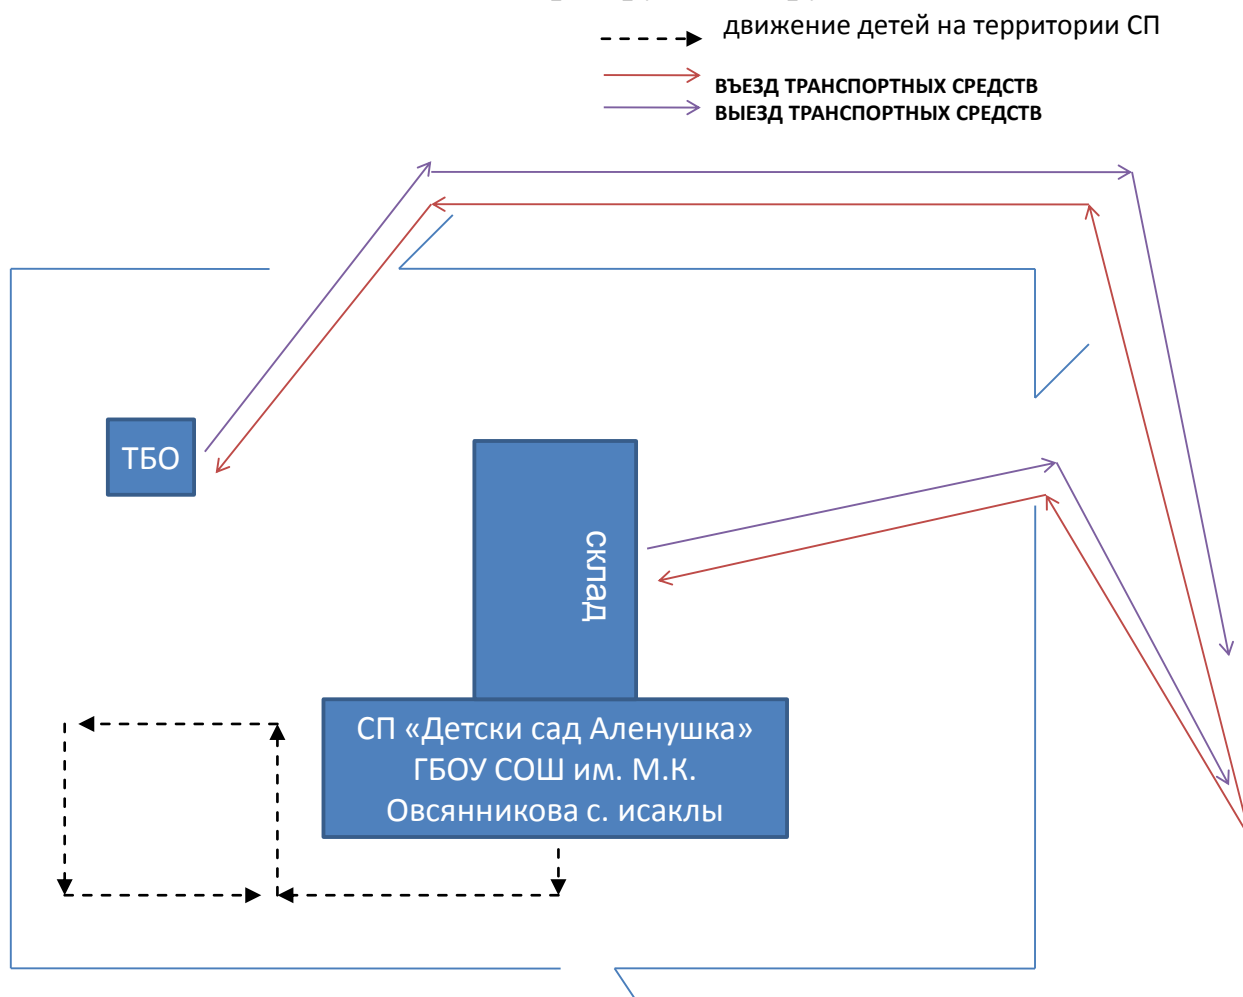 движение детей на территории СП
ВЪЕЗД ТРАНСПОРТНЫХ СРЕДСТВ
ВЫЕЗД ТРАНСПОРТНЫХ СРЕДСТВ
ТБО
склад
СП «Детски сад Аленушка»
ГБОУ СОШ им. М.К.
Овсянникова с. исаклы